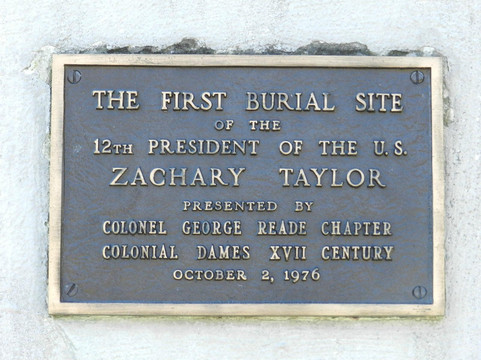 THE FIRST BURIAL SITE
OF THE
12TH PRESIDENT OF THE U.S.
ZACHARY TAYLOR
PRESENTED BY
COLONEL GEORGE READE CHAPTER
COLONIAL DAMES XVII CENTURY
OCTOBER 2, 1976